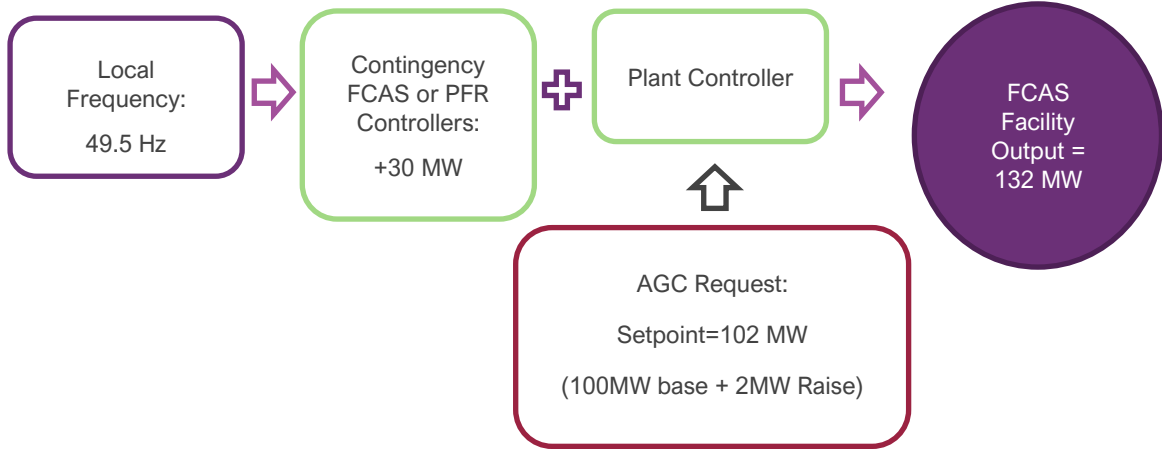 Local
Frequency:
49.5 Hz
Contingency
FCAS or PFR
Controllers:
+30 MW
Plant Controller
FCAS
Facility
Output =
132 MW
AGC Request:
Setpoint=102 MW
(100MW base + 2MW Raise)